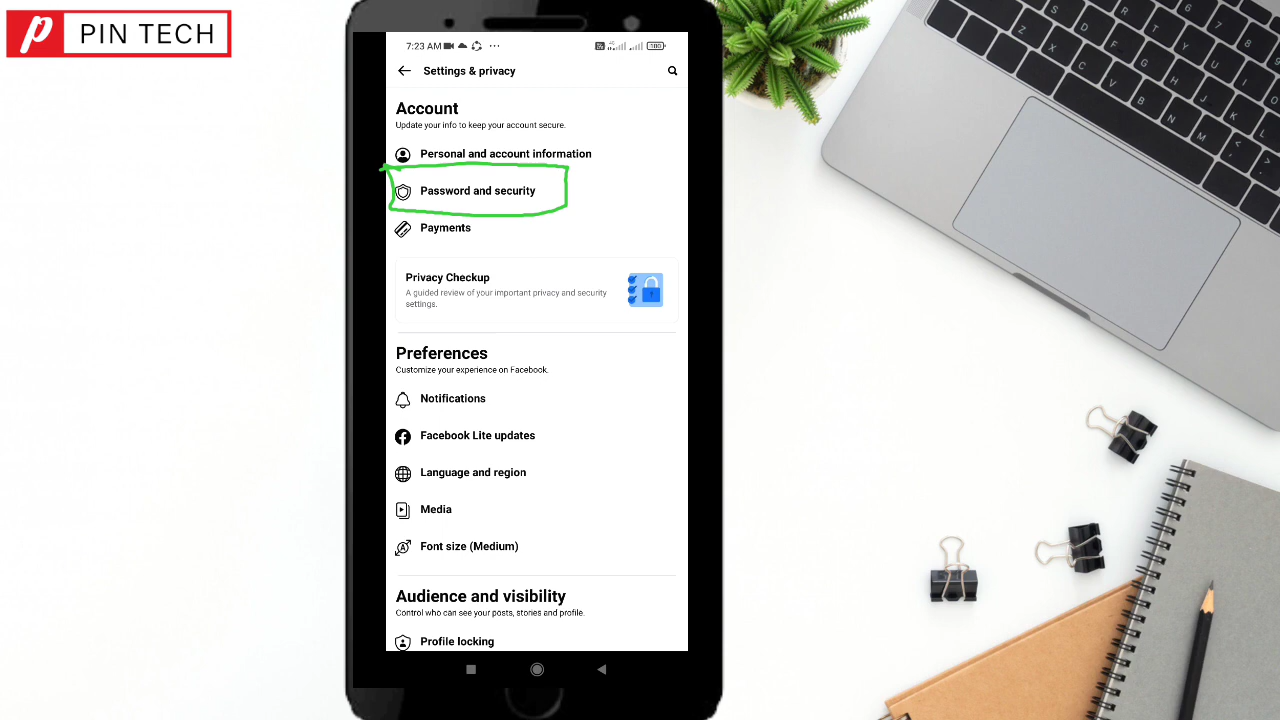 p PIN TECH
7:23 AM ...
100
Settings & privacy
Account
Update your info to keep your account secure.
Personal and account information
Password and security
Payments
Privacy Checkup
A guided review of your important privacy and security
settings.
Preferences
Customize your experience on Facebook.
Notifications
Facebook Lite updates
Language and region
Media
Font size (Medium)
Audience and visibility
Control who can see your posts, stories and profile.
Profile locking